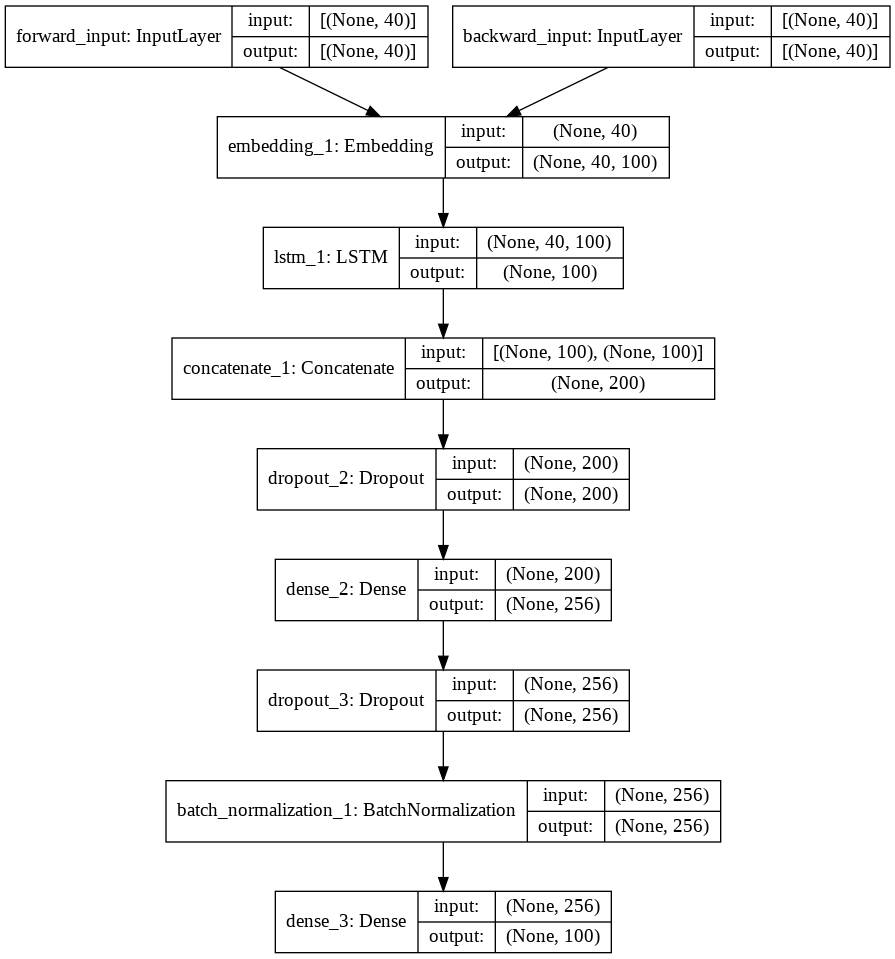 forward_input: InputLayer
input: [(None, 40)]
output: [(None, 40)]
backward_input: InputLayer
input: [(None, 40)]
output: [(None, 40)]
embedding_1: Embedding
input: (None, 40)
output: (None, 40, 100)
lstm_1: LSTM
input: (None, 40, 100)
output: (None, 100)
concatenate_1: Concatenate
input: [(None, 100), (None, 100)]
output: (None, 200)
dropout_2: Dropout
input: (None, 200)
output: (None, 200)
dense_2: Dense
input: (None, 200)
output: (None, 256)
dropout_3: Dropout
input: (None, 256)
output: (None, 256)
batch_normalization_1: BatchNormalization
input: (None, 256)
output: (None, 256)
dense_3: Dense
input: (None, 256)
output: (None, 100)